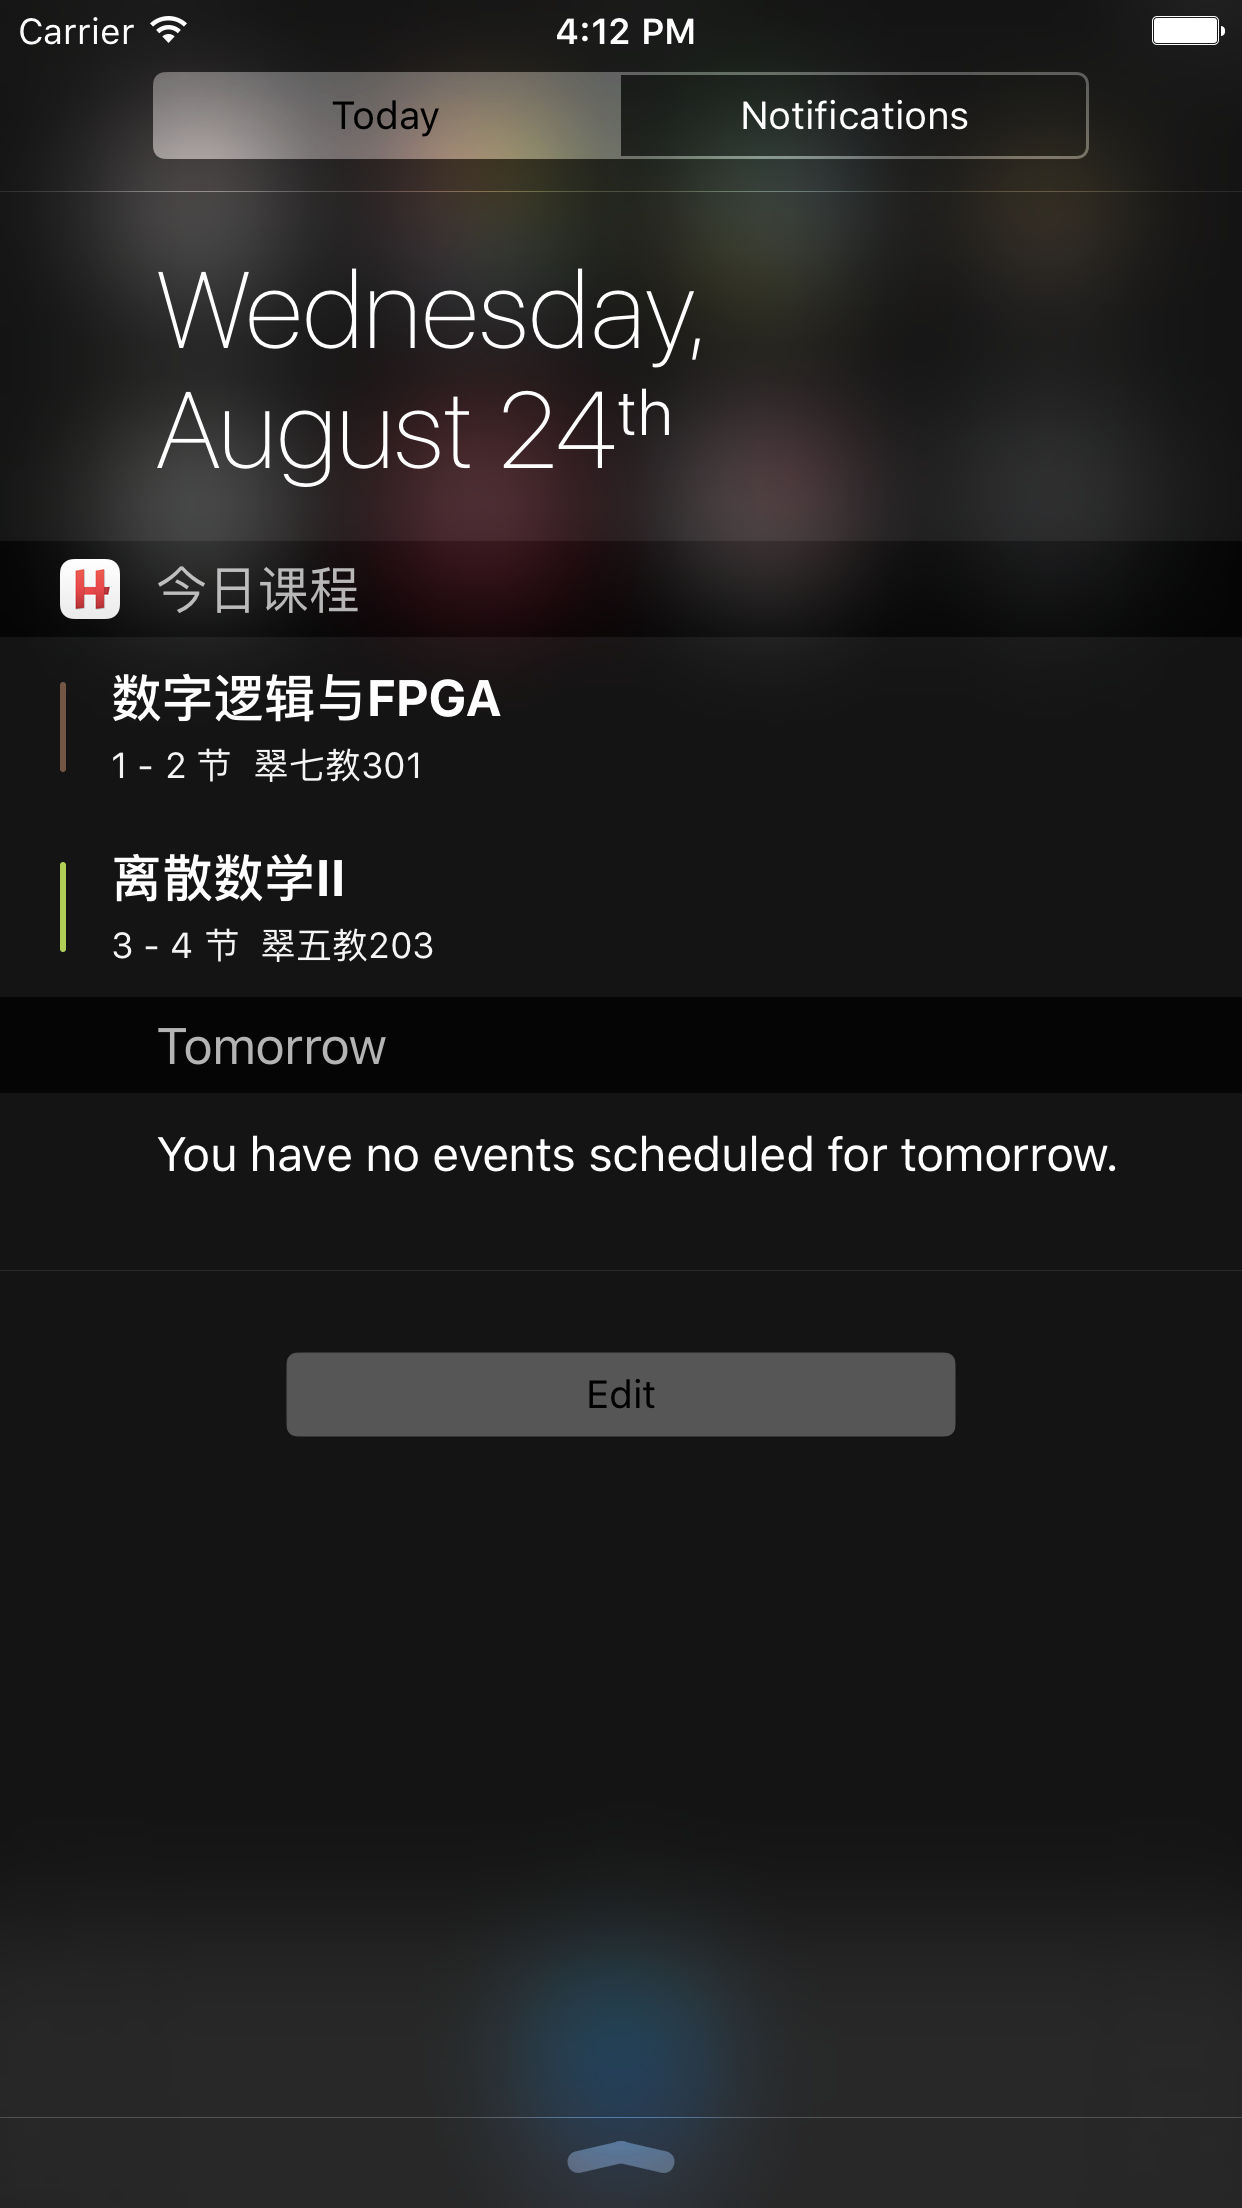 Carrier 4:12 PM
Today Notifications
Wednesday,
August 24th
今日课程
数字逻辑与FPGA
1 - 2 节 翠七教301
离散数学II
3 - 4 节 翠五教203
Tomorrow
You have no events scheduled for tomorrow.
Edit